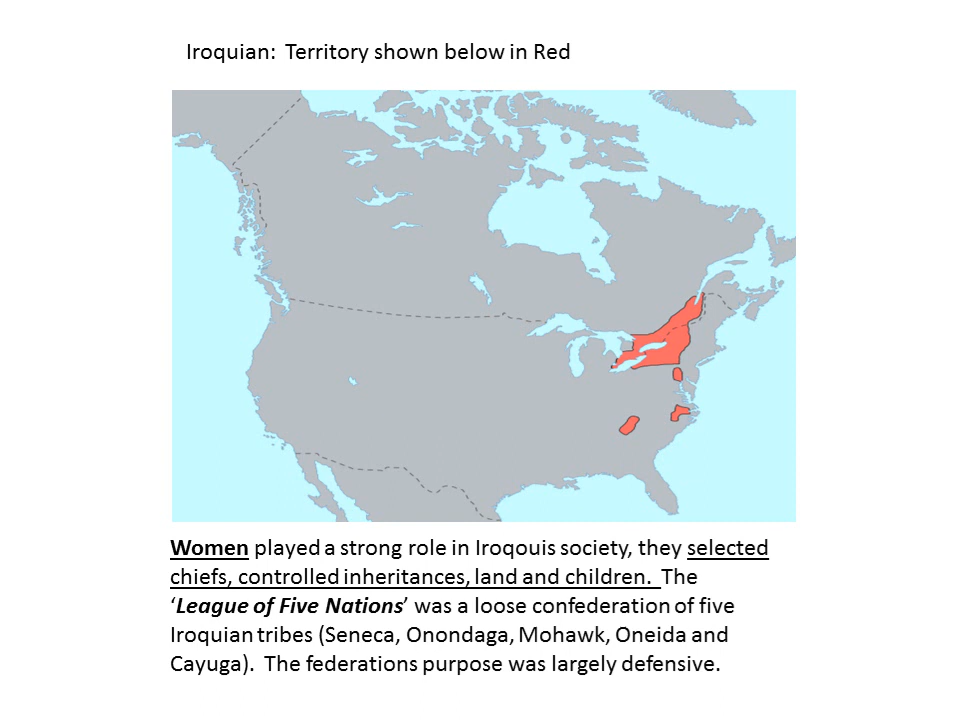 Iroquian:  Territory shown below in Red
Women played a strong role in Iroqouis society, they selected
chiefs, controlled inheritances, land and children.  The
‘League of Five Nations’ was a loose confederation of five
Iroquian tribes (Seneca, Onondaga, Mohawk, Oneida and
Cayuga).  The federations purpose was largely defensive.